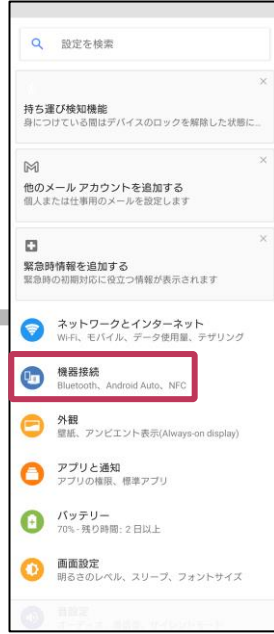 設定を検索
持ち運び検知機能
身につけている間はデバイスのロックを解除した状態に...
他のメール アカウントを追加する
個人または仕事用のメールを設定します
緊急時情報を追加する
緊急時の初期対応に役立つ情報が表示されます
ネットワークとインターネット
Wi-Fi、モバイル、データ使用量、テザリング
機器接続
Bluetooth、Android Auto、NFC
外観
壁紙、アンビエント表示(Always-on display)
アプリと通知
アプリの権限、標準アプリ
バッテリー
70% - 残り時間: 2 日以上
画面設定
明るさのレベル、スリープ、フォントサイズ
音設定